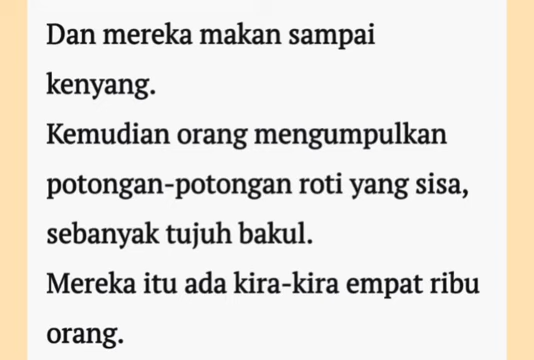 Dan mereka makan sampai
kenyang.
Kemudian orang mengumpulkan
potongan-potongan roti yang sisa,
sebanyak tujuh bakul.
Mereka itu ada kira-kira empat ribu
orang.